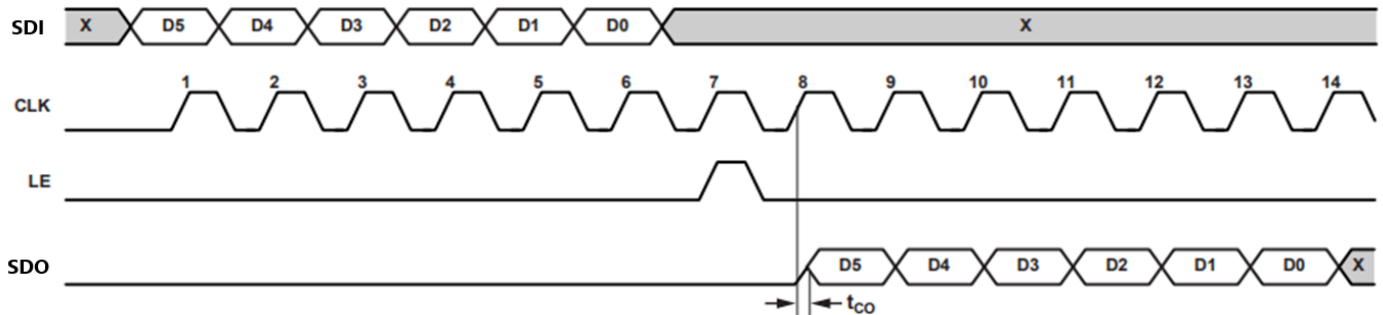 SDI X D5 D4 D3 D2 D1 D0 X
1 2 3 4 5 6 7 8 9 10 11 12 13 14
CLK
LE
SDO D5 D4 D3 D2 D1 D0 X
tCO